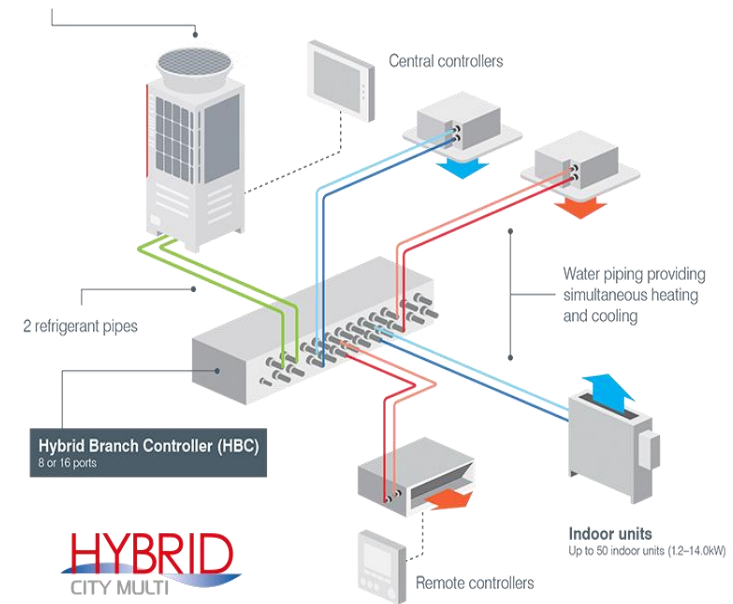 Central controllers
Water piping providing
simultaneous heating
and cooling
2 refrigerant pipes
Hybrid Branch Controller (HBC)
8 or 16 ports
Indoor units
Up to 50 indoor units (1.2–14.0kW)
HYBRID
CITY MULTI
Remote controllers